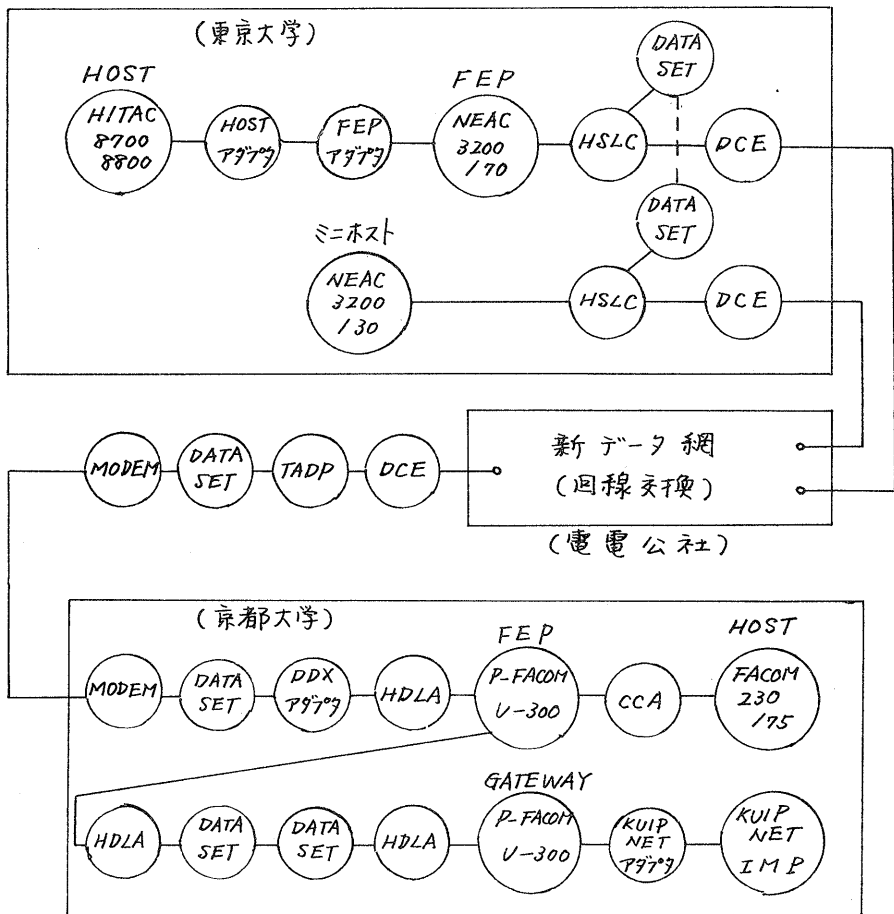 (東京大学)
HOST
HITAC
8700
8800
HOST
アダプタ
FEP
アダプタ
FEP
NEAC
3200
/70
HSLC
DATA
SET
DCE
DATA
SET
ミニホスト
NEAC
3200
/30
HSLC
DCE
MODEM
DATA
SET
TADP
DCE
新データ網
(回線交換)
(電電公社)
(京都大学)
MODEM
DATA
SET
DDX
アダプタ
HDLA
FEP
P-FACOM
U-300
CCA
HOST
FACOM
230
/75
HDLA
DATA
SET
DATA
SET
HDLA
GATEWAY
P-FACOM
U-300
KUIP
NET
アダプタ
KUIP
NET
IMP